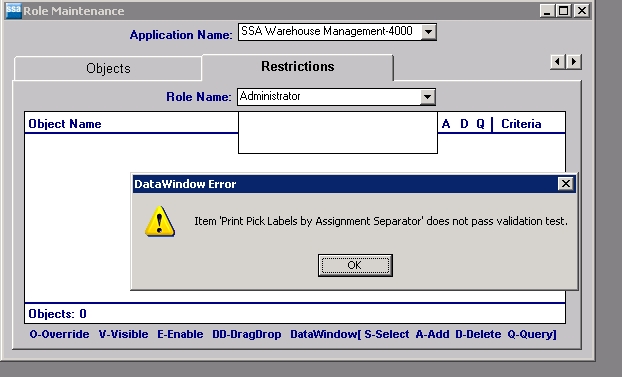 ssa Role Maintenance
Application Name: SSA Warehouse Management-4000
Objects Restrictions
Role Name: Administrator
Object Name A D Q Criteria
DataWindow Error
Item 'Print Pick Labels by Assignment Separator' does not pass validation test.
OK
Objects: 0
O-Override V-Visible E-Enable DD-DragDrop DataWindow[ S-Select A-Add D-Delete Q-Query]